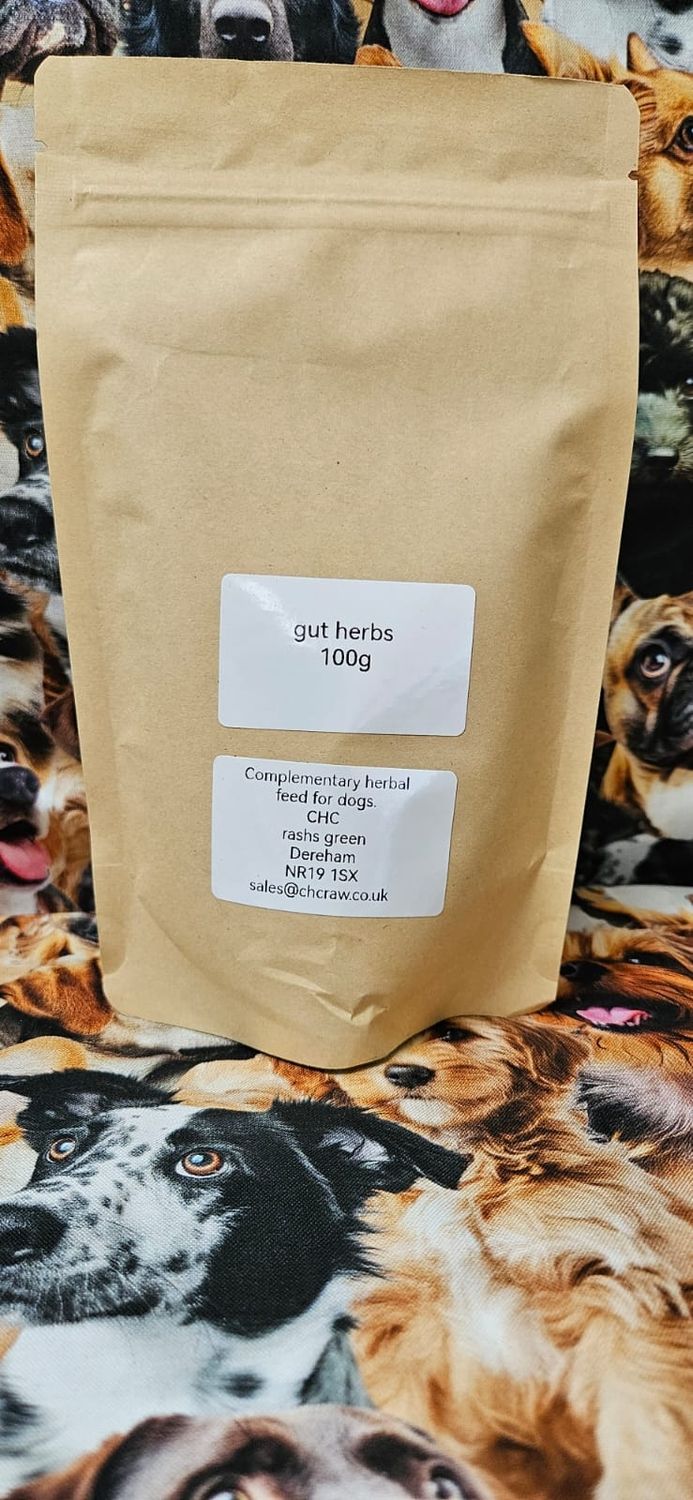 gut herbs
100g
Complementary herbal
feed for dogs.
CHC
rashs green
Dereham
NR19 1SX
sales@chcraw.co.uk